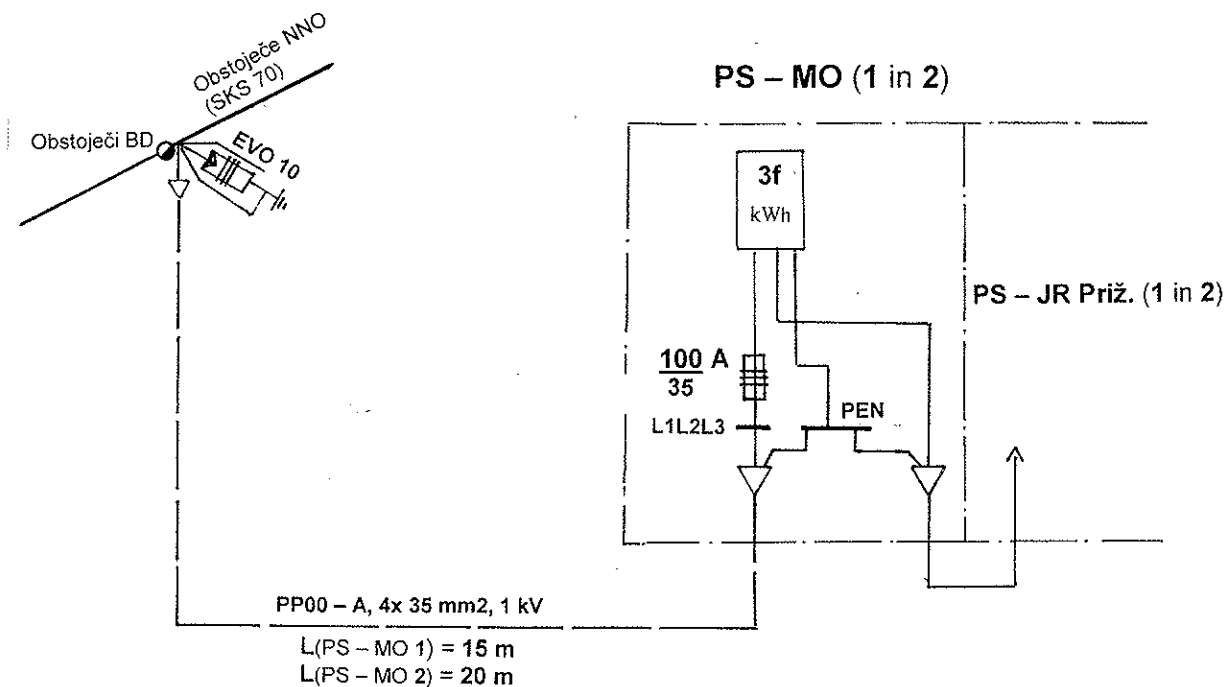 Obstoječe NNO
(SKS 70)
Obstoječi BD
EVO 10
PS – MO (1 in 2)
3f
kWh
PS – JR Priž. (1 in 2)
100 A
35
L1L2L3
PEN
PP00 – A, 4x 35 mm2, 1 kV
L(PS – MO 1) = 15 m
L(PS – MO 2) = 20 m